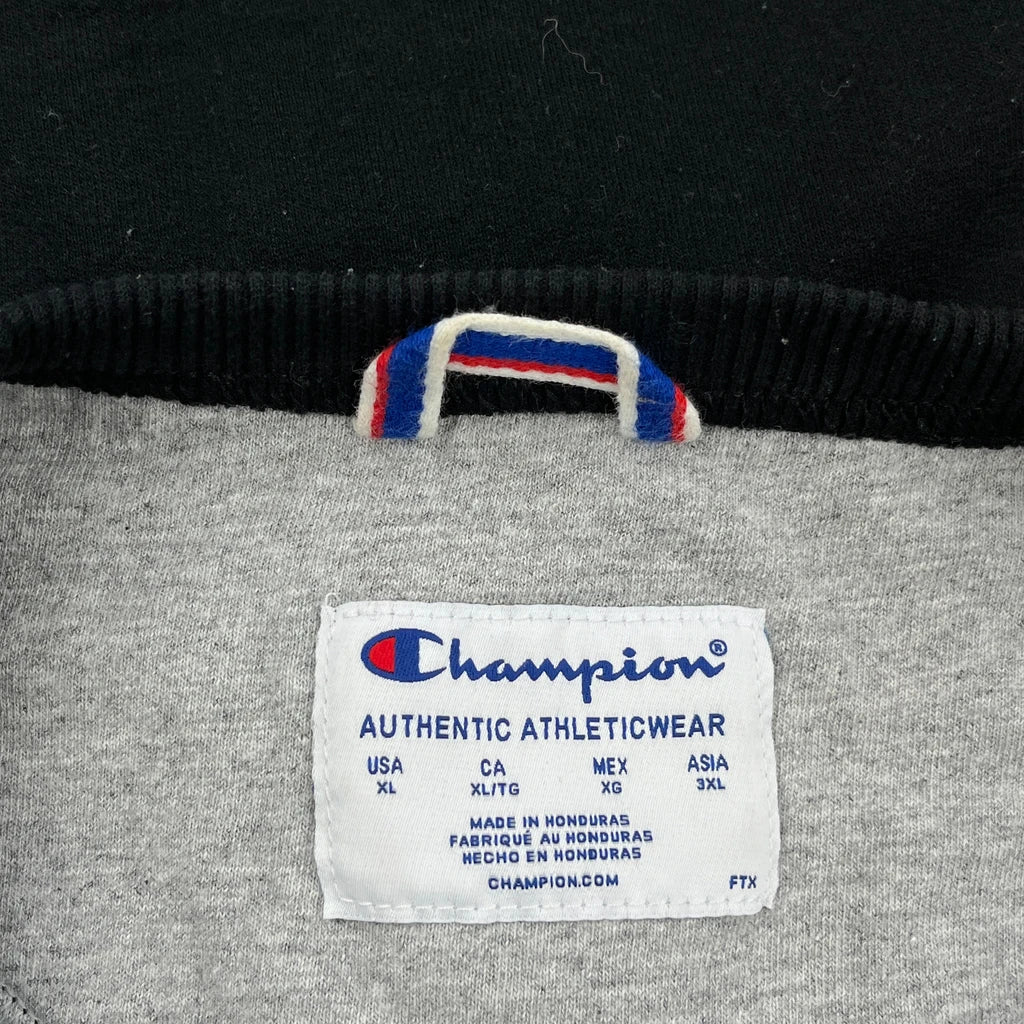 Champion®
AUTHENTIC ATHLETICWEAR
USA CA MEX ASIA
XL XL/TG XG 3XL
MADE IN HONDURAS
FABRIQUÉ AU HONDURAS
HECHO EN HONDURAS
CHAMPION.COM FTX